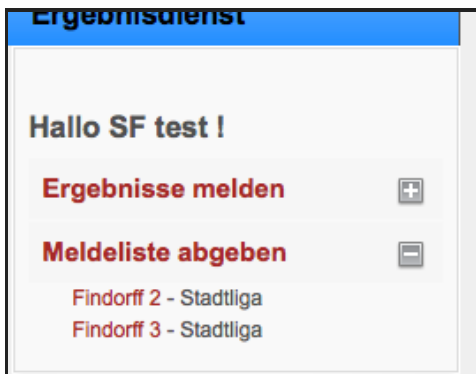 Ergebnisdienst
Hallo SF test !
Ergebnisse melden
Meldeliste abgeben
Findorff 2 - Stadtliga
Findorff 3 - Stadtliga